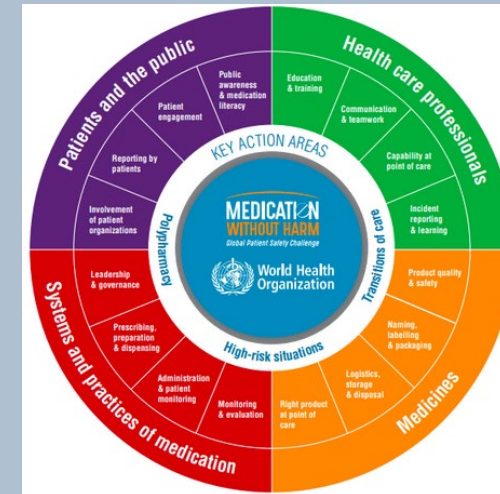 Patients and the public
Public
awareness
& medication
literacy
Patient
engagement
Reporting by
patients
Involvement
of patient
organizations
Health care professionals
Education
& training
Communication
& teamwork
Capability at
point of care
Incident
reporting
& learning
KEY ACTION AREAS
Polypharmacy
Transitions of care
High-risk situations
MEDICATION
WITHOUT HARM
Global Patient Safety Challenge
World Health
Organization
Systems and practices of medication
Leadership
& governance
Prescribing,
preparation
& dispensing
Administration
& patient
monitoring
Monitoring
& evaluation
Medicines
Product quality
& safety
Naming,
labelling
& packaging
Logistics,
storage
& disposal
Right product
at point of
care